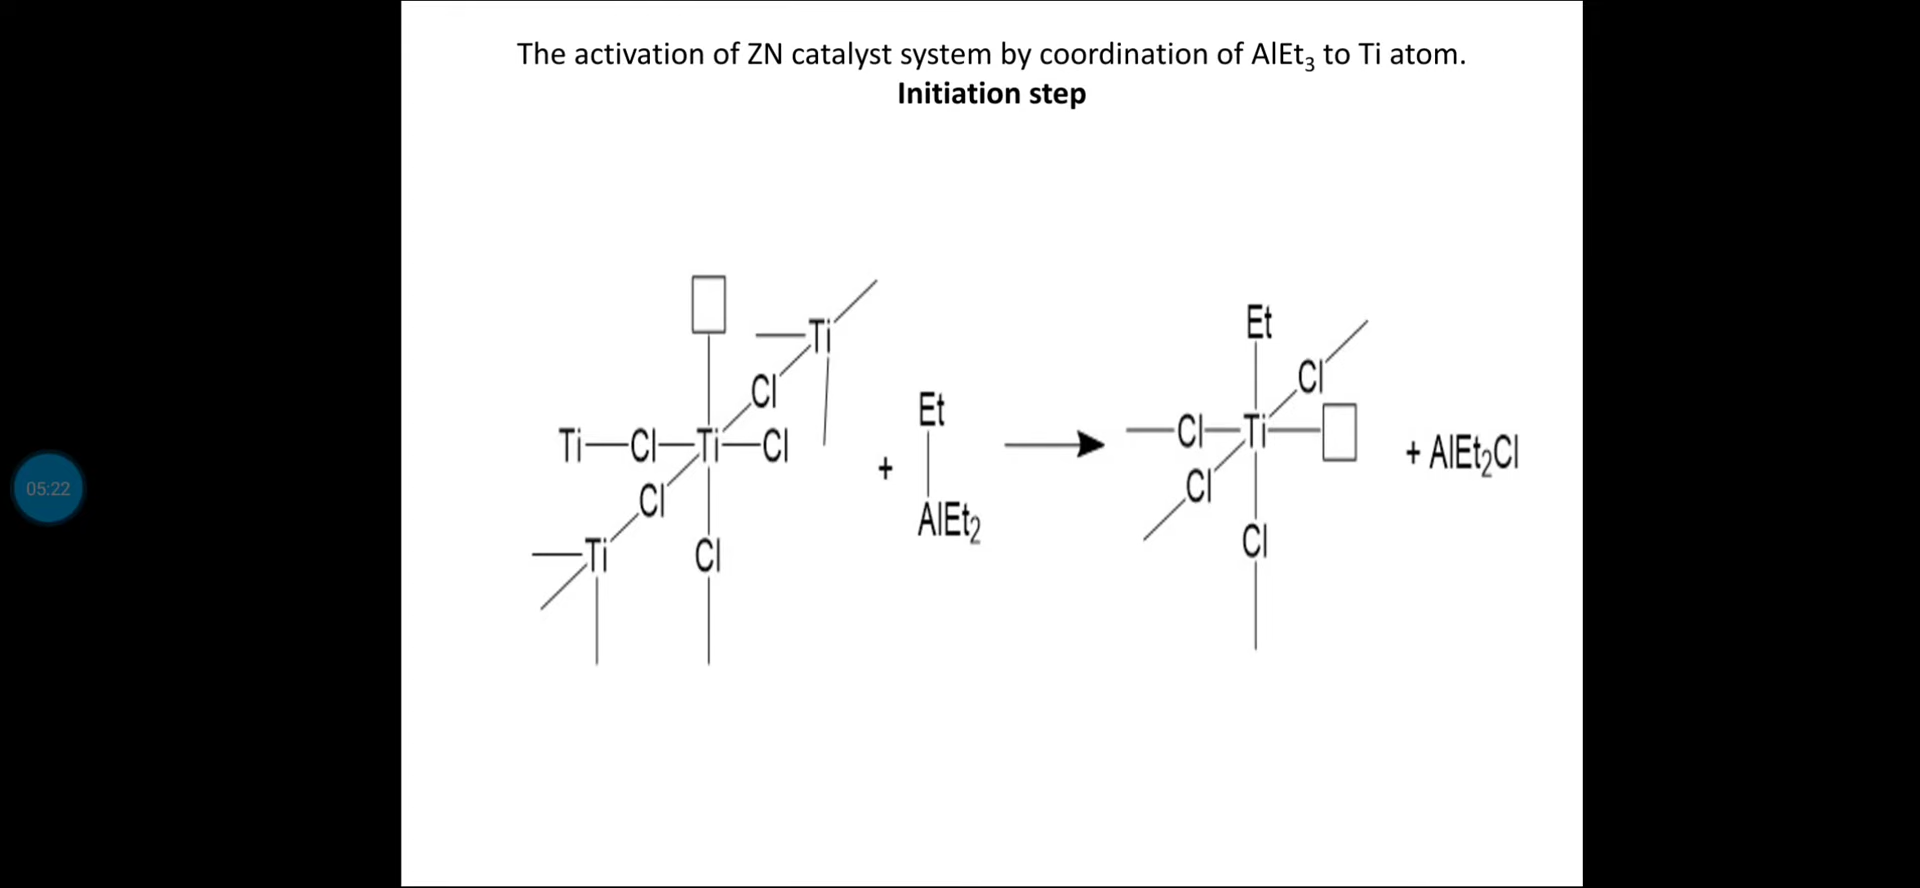 The activation of ZN catalyst system by coordination of AlEt₃ to Ti atom.
Initiation step
Ti
Cl
Ti—Cl—Ti—Cl
Cl
Ti
Cl
+
Et
AlEt₂
Et
Cl
Cl—Ti
Cl
Cl
+ AlEt₂Cl
05:22